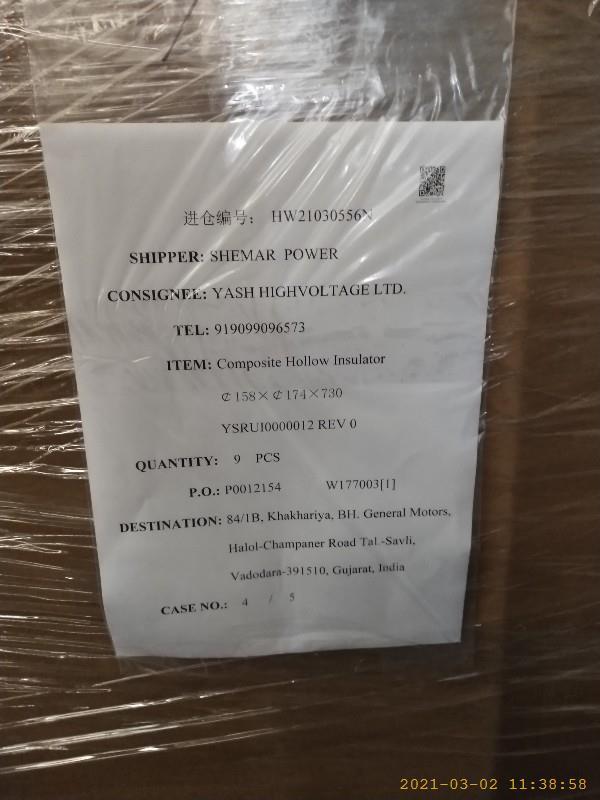 进仓编号： HW21030556N
SHIPPER: SHEMAR POWER
CONSIGNEE: YASH HIGHVOLTAGE LTD.
TEL: 919099096573
ITEM: Composite Hollow Insulator
¢158×¢174×730
YSRUI0000012 REV 0
QUANTITY: 9 PCS
P.O.: P0012154 W177003[1]
DESTINATION: 84/1B, Khakhariya, BH. General Motors,
Halol-Champaner Road Tal.-Savli,
Vadodara-391510, Gujarat, India
CASE NO.: 4 / 5
2021-03-02 11:38:58